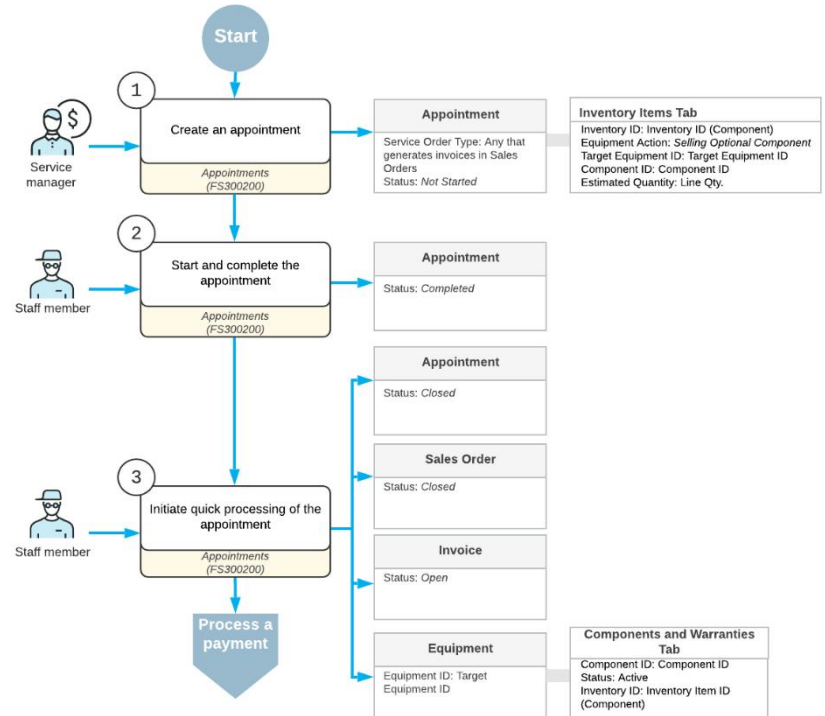 Start
1
$
Service
manager
Create an appointment
Appointments
(FS300200)
Appointment
Service Order Type: Any that
generates invoices in Sales
Orders
Status: Not Started
Inventory Items Tab
Inventory ID: Inventory ID (Component)
Equipment Action: Selling Optional Component
Target Equipment ID: Target Equipment ID
Component ID: Component ID
Estimated Quantity: Line Qty.
2
Staff member
Start and complete the
appointment
Appointments
(FS300200)
Appointment
Status: Completed
3
Staff member
Initiate quick processing of the
appointment
Appointments
(FS300200)
Appointment
Status: Closed
Sales Order
Status: Closed
Invoice
Status: Open
Equipment
Equipment ID: Target
Equipment ID
Components and Warranties
Tab
Component ID: Component ID
Status: Active
Inventory ID: Inventory Item ID
(Component)
Process a
payment